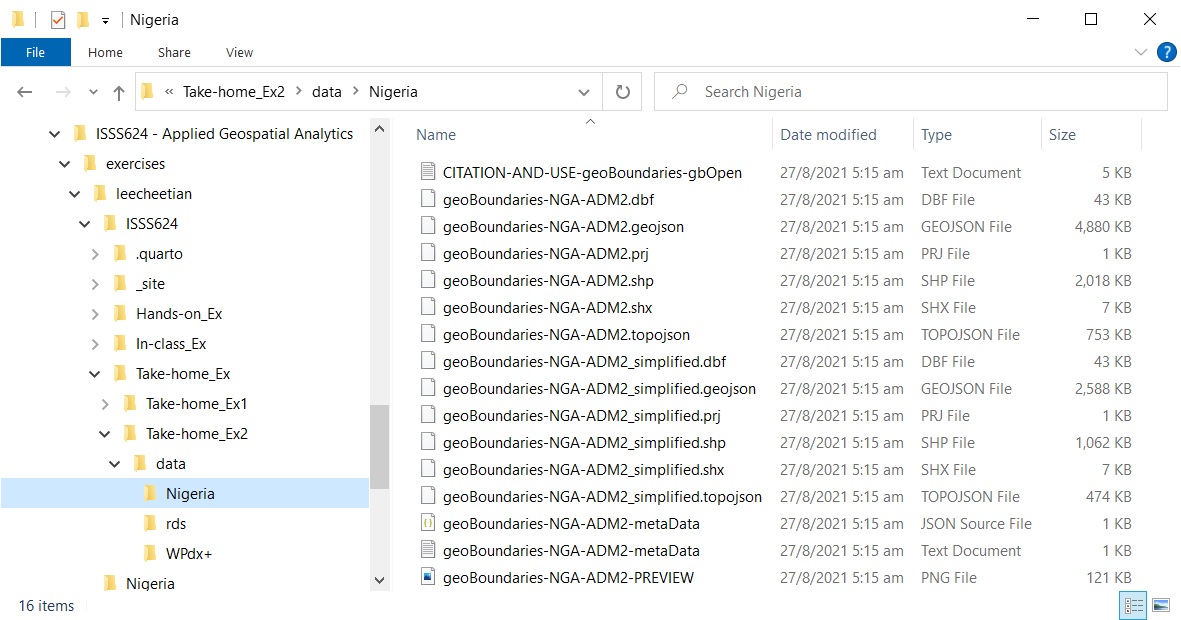 Nigeria
File Home Share View ?
« Take-home_Ex2 > data > Nigeria Search Nigeria
ISSS624 - Applied Geospatial Analytics
exercises
leecheetian
ISSS624
.quarto
_site
Hands-on_Ex
In-class_Ex
Take-home_Ex
Take-home_Ex1
Take-home_Ex2
data
Nigeria
rds
WPdx+
Nigeria
Name Date modified Type Size
CITATION-AND-USE-geoBoundaries-gbOpen 27/8/2021 5:15 am Text Document 5 KB
geoBoundaries-NGA-ADM2.dbf 27/8/2021 5:15 am DBF File 43 KB
geoBoundaries-NGA-ADM2.geojson 27/8/2021 5:15 am GEOJSON File 4,880 KB
geoBoundaries-NGA-ADM2.prj 27/8/2021 5:15 am PRJ File 1 KB
geoBoundaries-NGA-ADM2.shp 27/8/2021 5:15 am SHP File 2,018 KB
geoBoundaries-NGA-ADM2.shx 27/8/2021 5:15 am SHX File 7 KB
geoBoundaries-NGA-ADM2.topojson 27/8/2021 5:15 am TOPOJSON File 753 KB
geoBoundaries-NGA-ADM2_simplified.dbf 27/8/2021 5:15 am DBF File 43 KB
geoBoundaries-NGA-ADM2_simplified.geojson 27/8/2021 5:15 am GEOJSON File 2,588 KB
geoBoundaries-NGA-ADM2_simplified.prj 27/8/2021 5:15 am PRJ File 1 KB
geoBoundaries-NGA-ADM2_simplified.shp 27/8/2021 5:15 am SHP File 1,062 KB
geoBoundaries-NGA-ADM2_simplified.shx 27/8/2021 5:15 am SHX File 7 KB
geoBoundaries-NGA-ADM2_simplified.topojson 27/8/2021 5:15 am TOPOJSON File 474 KB
geoBoundaries-NGA-ADM2-metaData 27/8/2021 5:15 am JSON Source File 1 KB
geoBoundaries-NGA-ADM2-metaData 27/8/2021 5:15 am Text Document 1 KB
geoBoundaries-NGA-ADM2-PREVIEW 27/8/2021 5:15 am PNG File 121 KB
16 items